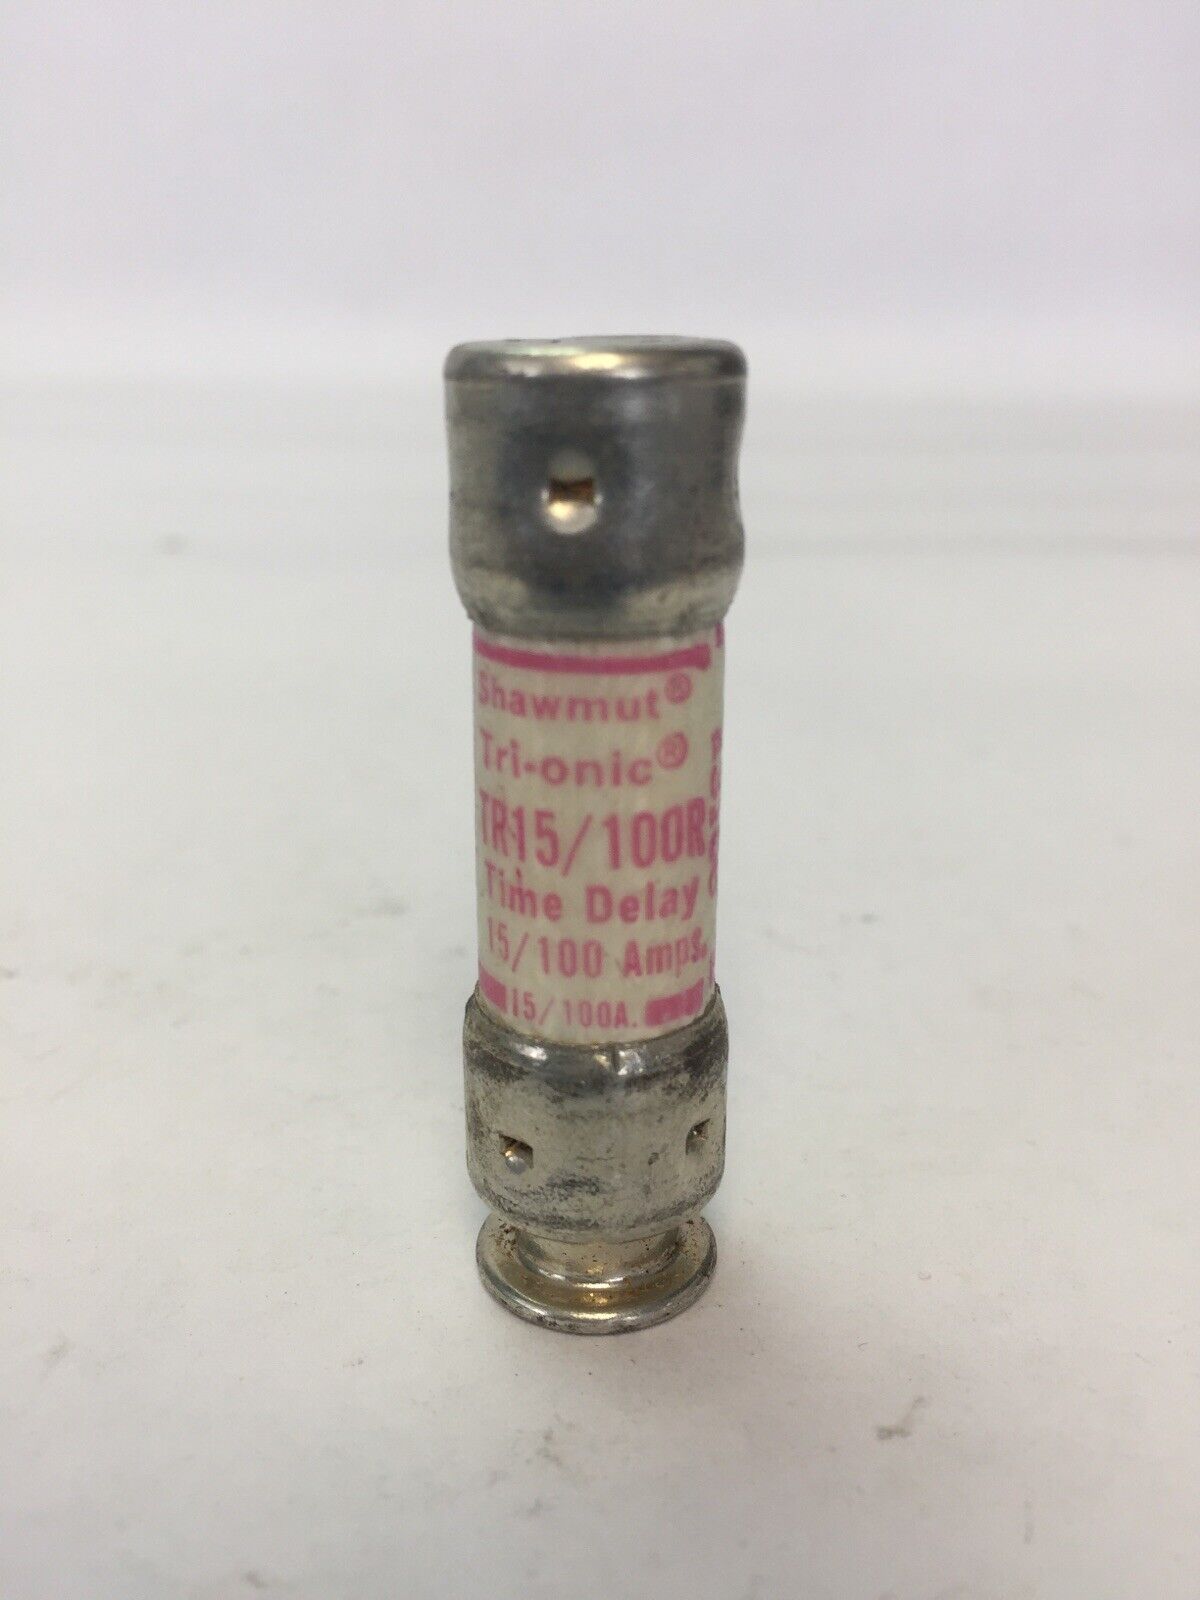 Shawmut®
Tri-onic®
TR15/100R
Time Delay
15/100 Amps.
15/100A.